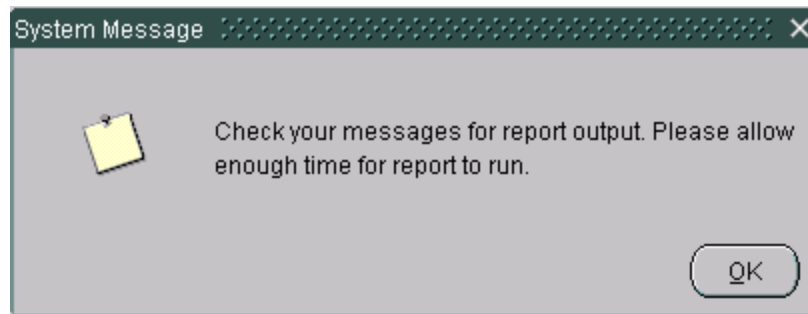 System Message
Check your messages for report output. Please allow
enough time for report to run.
OK